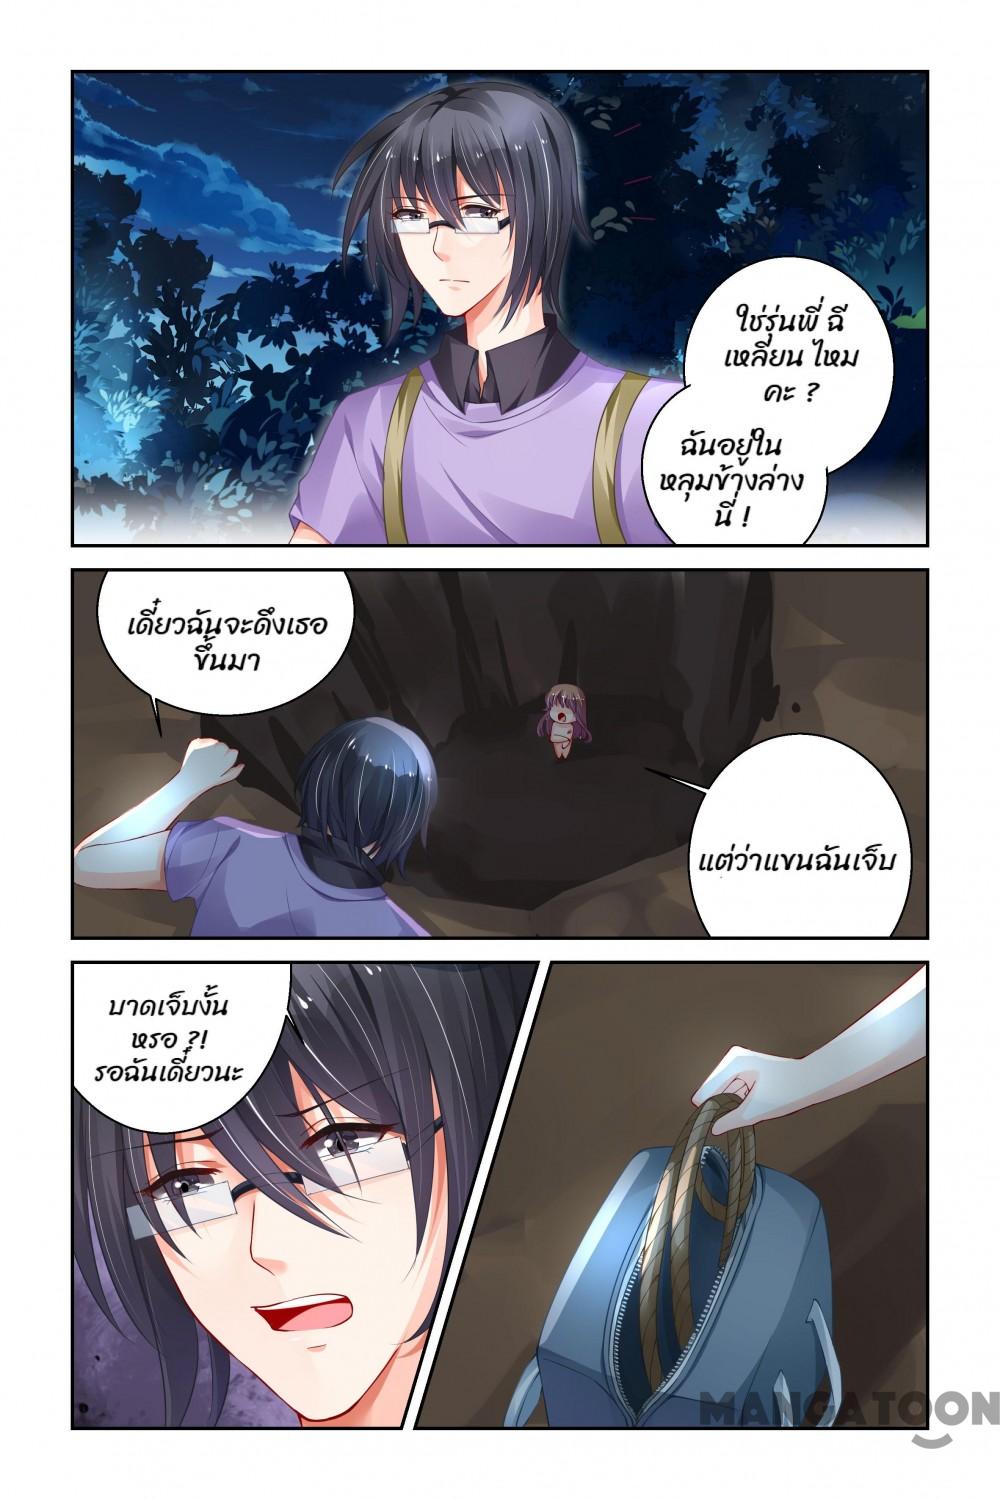 ใช่รุ่นพี่ ฉี
เหลียน ไหม
คะ ?
ฉันอยู่ใน
หลุมข้างล่าง
นี่ !
เดี๋ยวฉันจะดึงเธอ
ขึ้นมา
แต่ว่าแขนฉันเจ็บ
บาดเจ็บงั้น
หรอ ?!
รอฉันเดี๋ยวนะ
MANGATOON